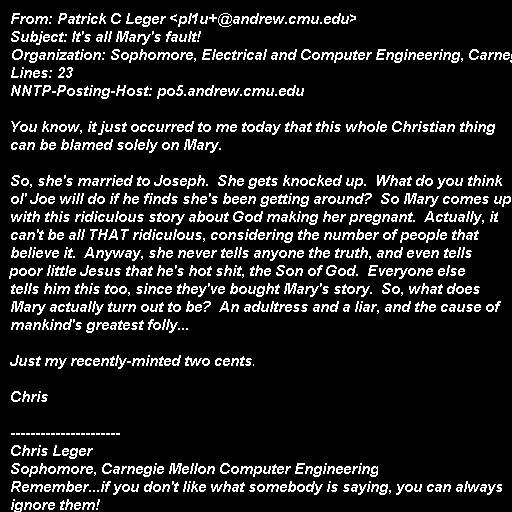 From: Patrick C Leger <pl1u+@andrew.cmu.edu>
Subject: It's all Mary's fault!
Organization: Sophomore, Electrical and Computer Engineering, Carneg
Lines: 23
NNTP-Posting-Host: po5.andrew.cmu.edu

You know, it just occurred to me today that this whole Christian thing
can be blamed solely on Mary.

So, she's married to Joseph.  She gets knocked up.  What do you think
ol' Joe will do if he finds she's been getting around?  So Mary comes up
with this ridiculous story about God making her pregnant.  Actually, it
can't be all THAT ridiculous, considering the number of people that
believe it.  Anyway, she never tells anyone the truth, and even tells
poor little Jesus that he's hot shit, the Son of God.  Everyone else
tells him this too, since they've bought Mary's story.  So, what does
Mary actually turn out to be?  An adultress and a liar, and the cause of
mankind's greatest folly...

Just my recently-minted two cents.

Chris

----------------------
Chris Leger
Sophomore, Carnegie Mellon Computer Engineering
Remember...if you don't like what somebody is saying, you can always
ignore them!